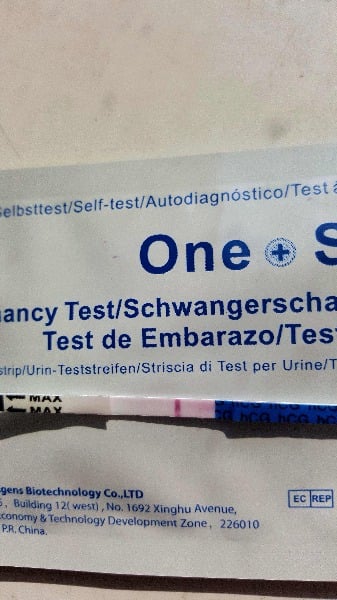 Selbsttest/Self-test/Autodiagnóstico/Test
One S
nancy Test/Schwangerscha
Test de Embarazo/Test
strip/Urin-Teststreifen/Striscia di Test per Urine/T
MAX
MAX
hCG hCG hCG
gens Biotechnology Co.,LTD
EC REP
, Building 12(west) , No. 1692 Xinghu Avenue,
conomy & Technology Development Zone, 226010
P.R. China.